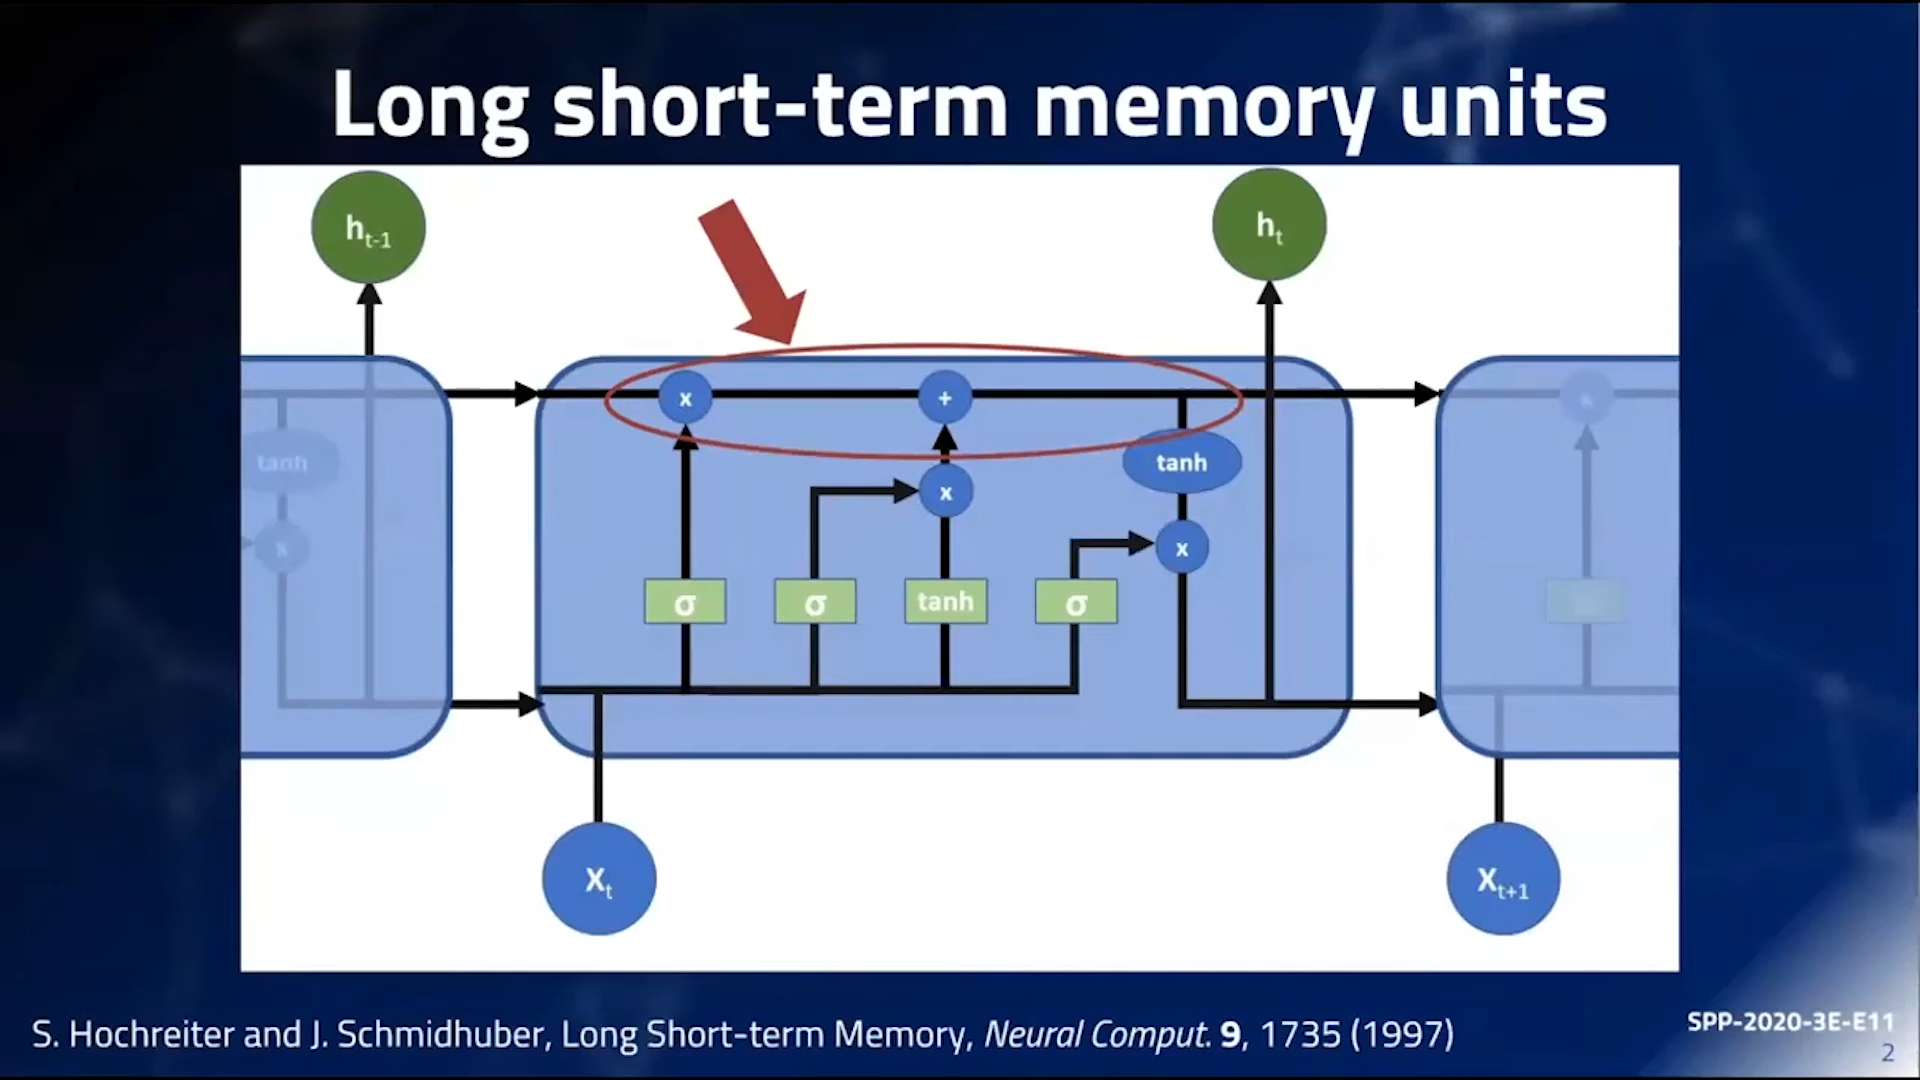 Long short-term memory units
h t-1
h t
x
+
tanh
tanh
x
x
σ
σ
tanh
σ
X t
X t+1
S. Hochreiter and J. Schmidhuber, Long Short-term Memory, Neural Comput. 9, 1735 (1997)
SPP-2020-3E-E11
2